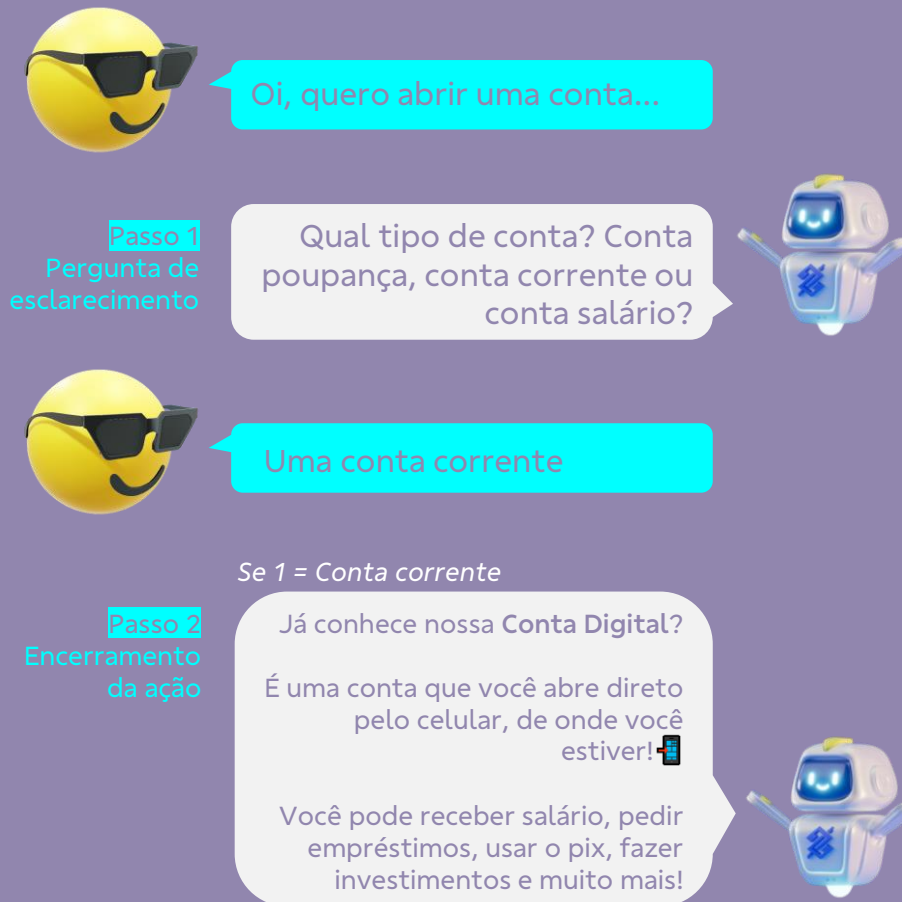 Oi, quero abrir uma conta...
Passo 1
Pergunta de
esclarecimento
Qual tipo de conta? Conta
poupança, conta corrente ou
conta salário?
Uma conta corrente
Se 1 = Conta corrente
Passo 2
Encerramento
da ação
Já conhece nossa Conta Digital?
É uma conta que você abre direto
pelo celular, de onde você
estiver!📲
Você pode receber salário, pedir
empréstimos, usar o pix, fazer
investimentos e muito mais!